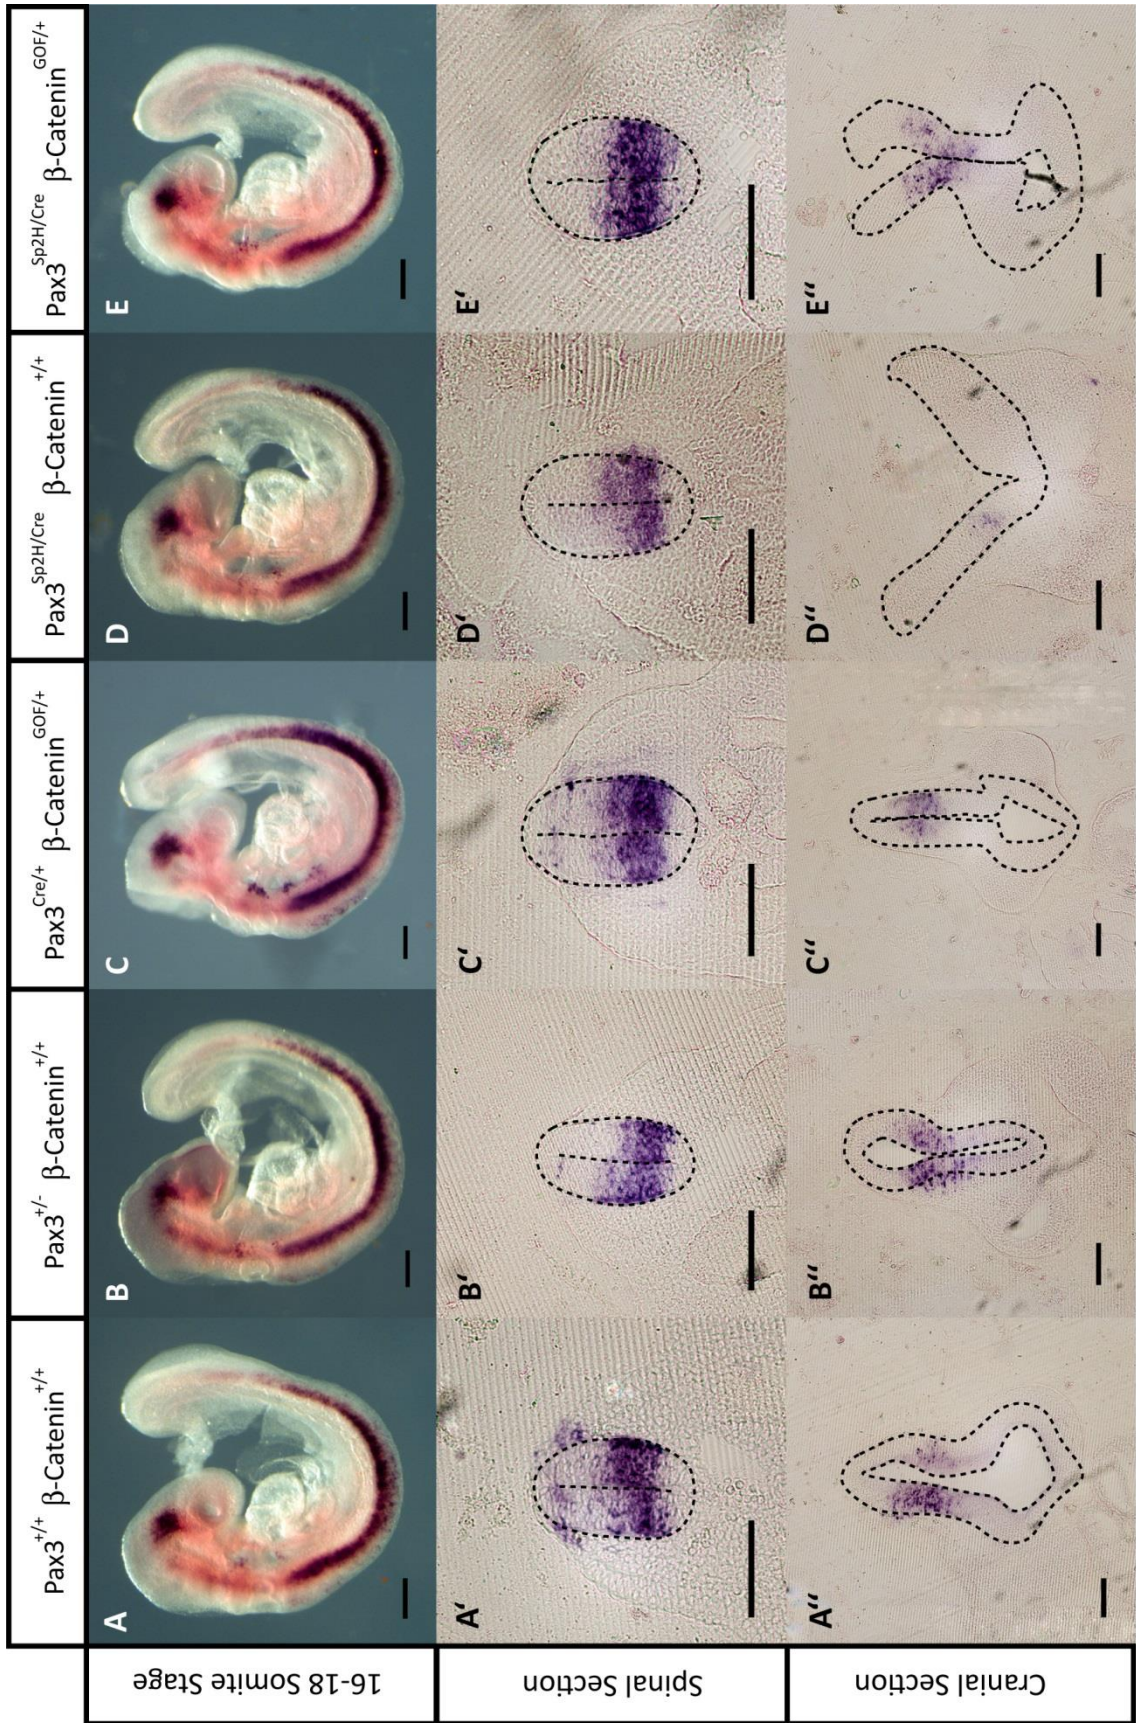 Pax3+/+ β-Catenin+/+
Pax3+/- β-Catenin+/+
Pax3Cre/+ β-CateninGOF/+
Pax3Sp2H/Cre β-Catenin+/+
Pax3Sp2H/Cre β-CateninGOF/+
16-18 Somite Stage
A
B
C
D
E
Spinal Section
A‘
B‘
C‘
D‘
E‘
Cranial Section
A‘‘
B‘‘
C‘‘
D‘‘
E‘‘